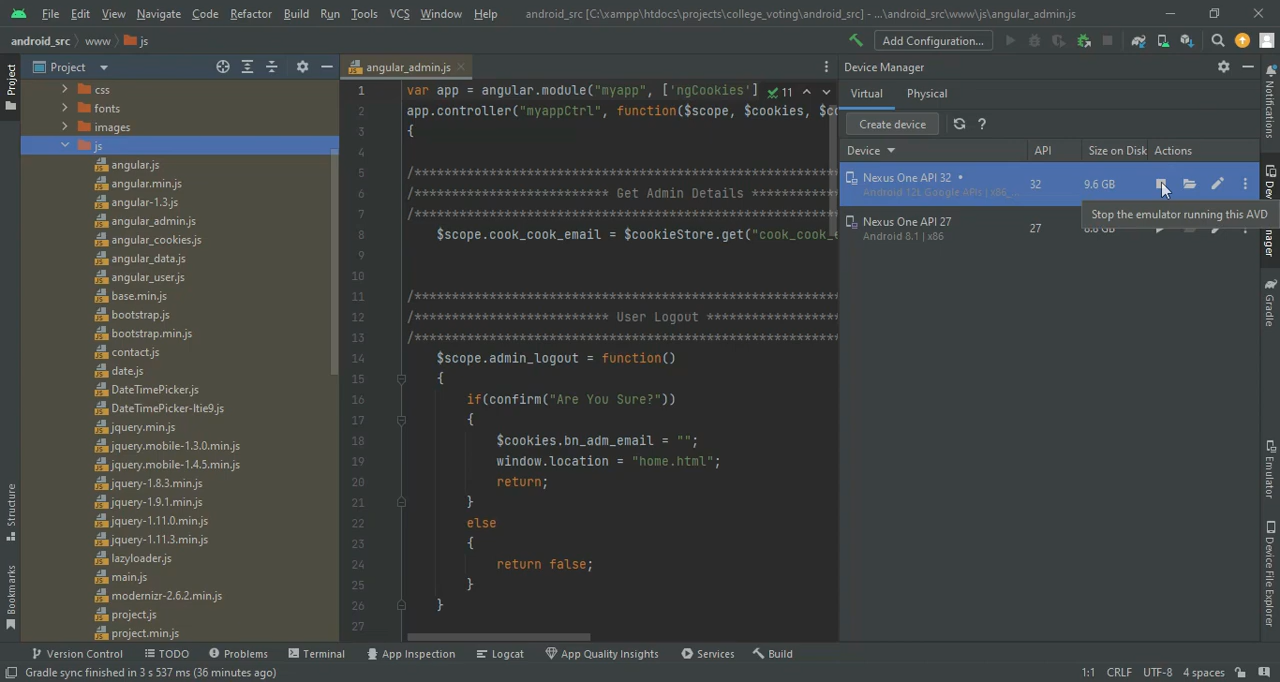 File Edit View Navigate Code Refactor Build Run Tools VCS Window Help android_src [C:\xampp\htdocs\projects\college_voting\android_src] - ...\android_src\www\js\angular_admin.js
android_src www js
Add Configuration...
Project
css
fonts
images
js
angular.js
angular.min.js
angular-1.3.js
angular_admin.js
angular_cookies.js
angular_data.js
angular_user.js
base.min.js
bootstrap.js
bootstrap.min.js
contact.js
date.js
DateTimePicker.js
DateTimePicker-ltie9.js
jquery.min.js
jquery.mobile-1.3.0.min.js
jquery.mobile-1.4.5.min.js
jquery-1.8.3.min.js
jquery-1.9.1.min.js
jquery-1.11.0.min.js
jquery-1.11.3.min.js
lazyloader.js
main.js
modernizr-2.6.2.min.js
project.js
project.min.js
angular_admin.js
11
1 var app = angular.module("myapp", ['ngCookies']
2 app.controller("myappCtrl", function($scope, $cookies,
3 {
4
5 /*******************************************************
6 /************************** Get Admin Details ***********
7 /*******************************************************
8 $scope.cook_cook_email = $cookieStore.get("cook_cook_
9
10
11 /*******************************************************
12 /************************** User Logout *****************
13 /*******************************************************
14 $scope.admin_logout = function()
15 {
16 if(confirm("Are You Sure?"))
17 {
18 $cookies.bn_adm_email = "";
19 window.location = "home.html";
20 return;
21 }
22 else
23 {
24 return false;
25 }
26 }
27
Device Manager
Virtual Physical
Create device
?
Device API Size on Disk Actions
Nexus One API 32 32 9.6 GB
Android 12L Google APIs | x86_...
Stop the emulator running this AVD
Nexus One API 27 27
Android 8.1 | x86
Project
Structure
Bookmarks
Notifications
Gradle
Emulator
Device File Explorer
Version Control TODO Problems Terminal App Inspection Logcat App Quality Insights Services Build
Gradle sync finished in 3 s 537 ms (36 minutes ago) 1:1 CRLF UTF-8 4 spaces